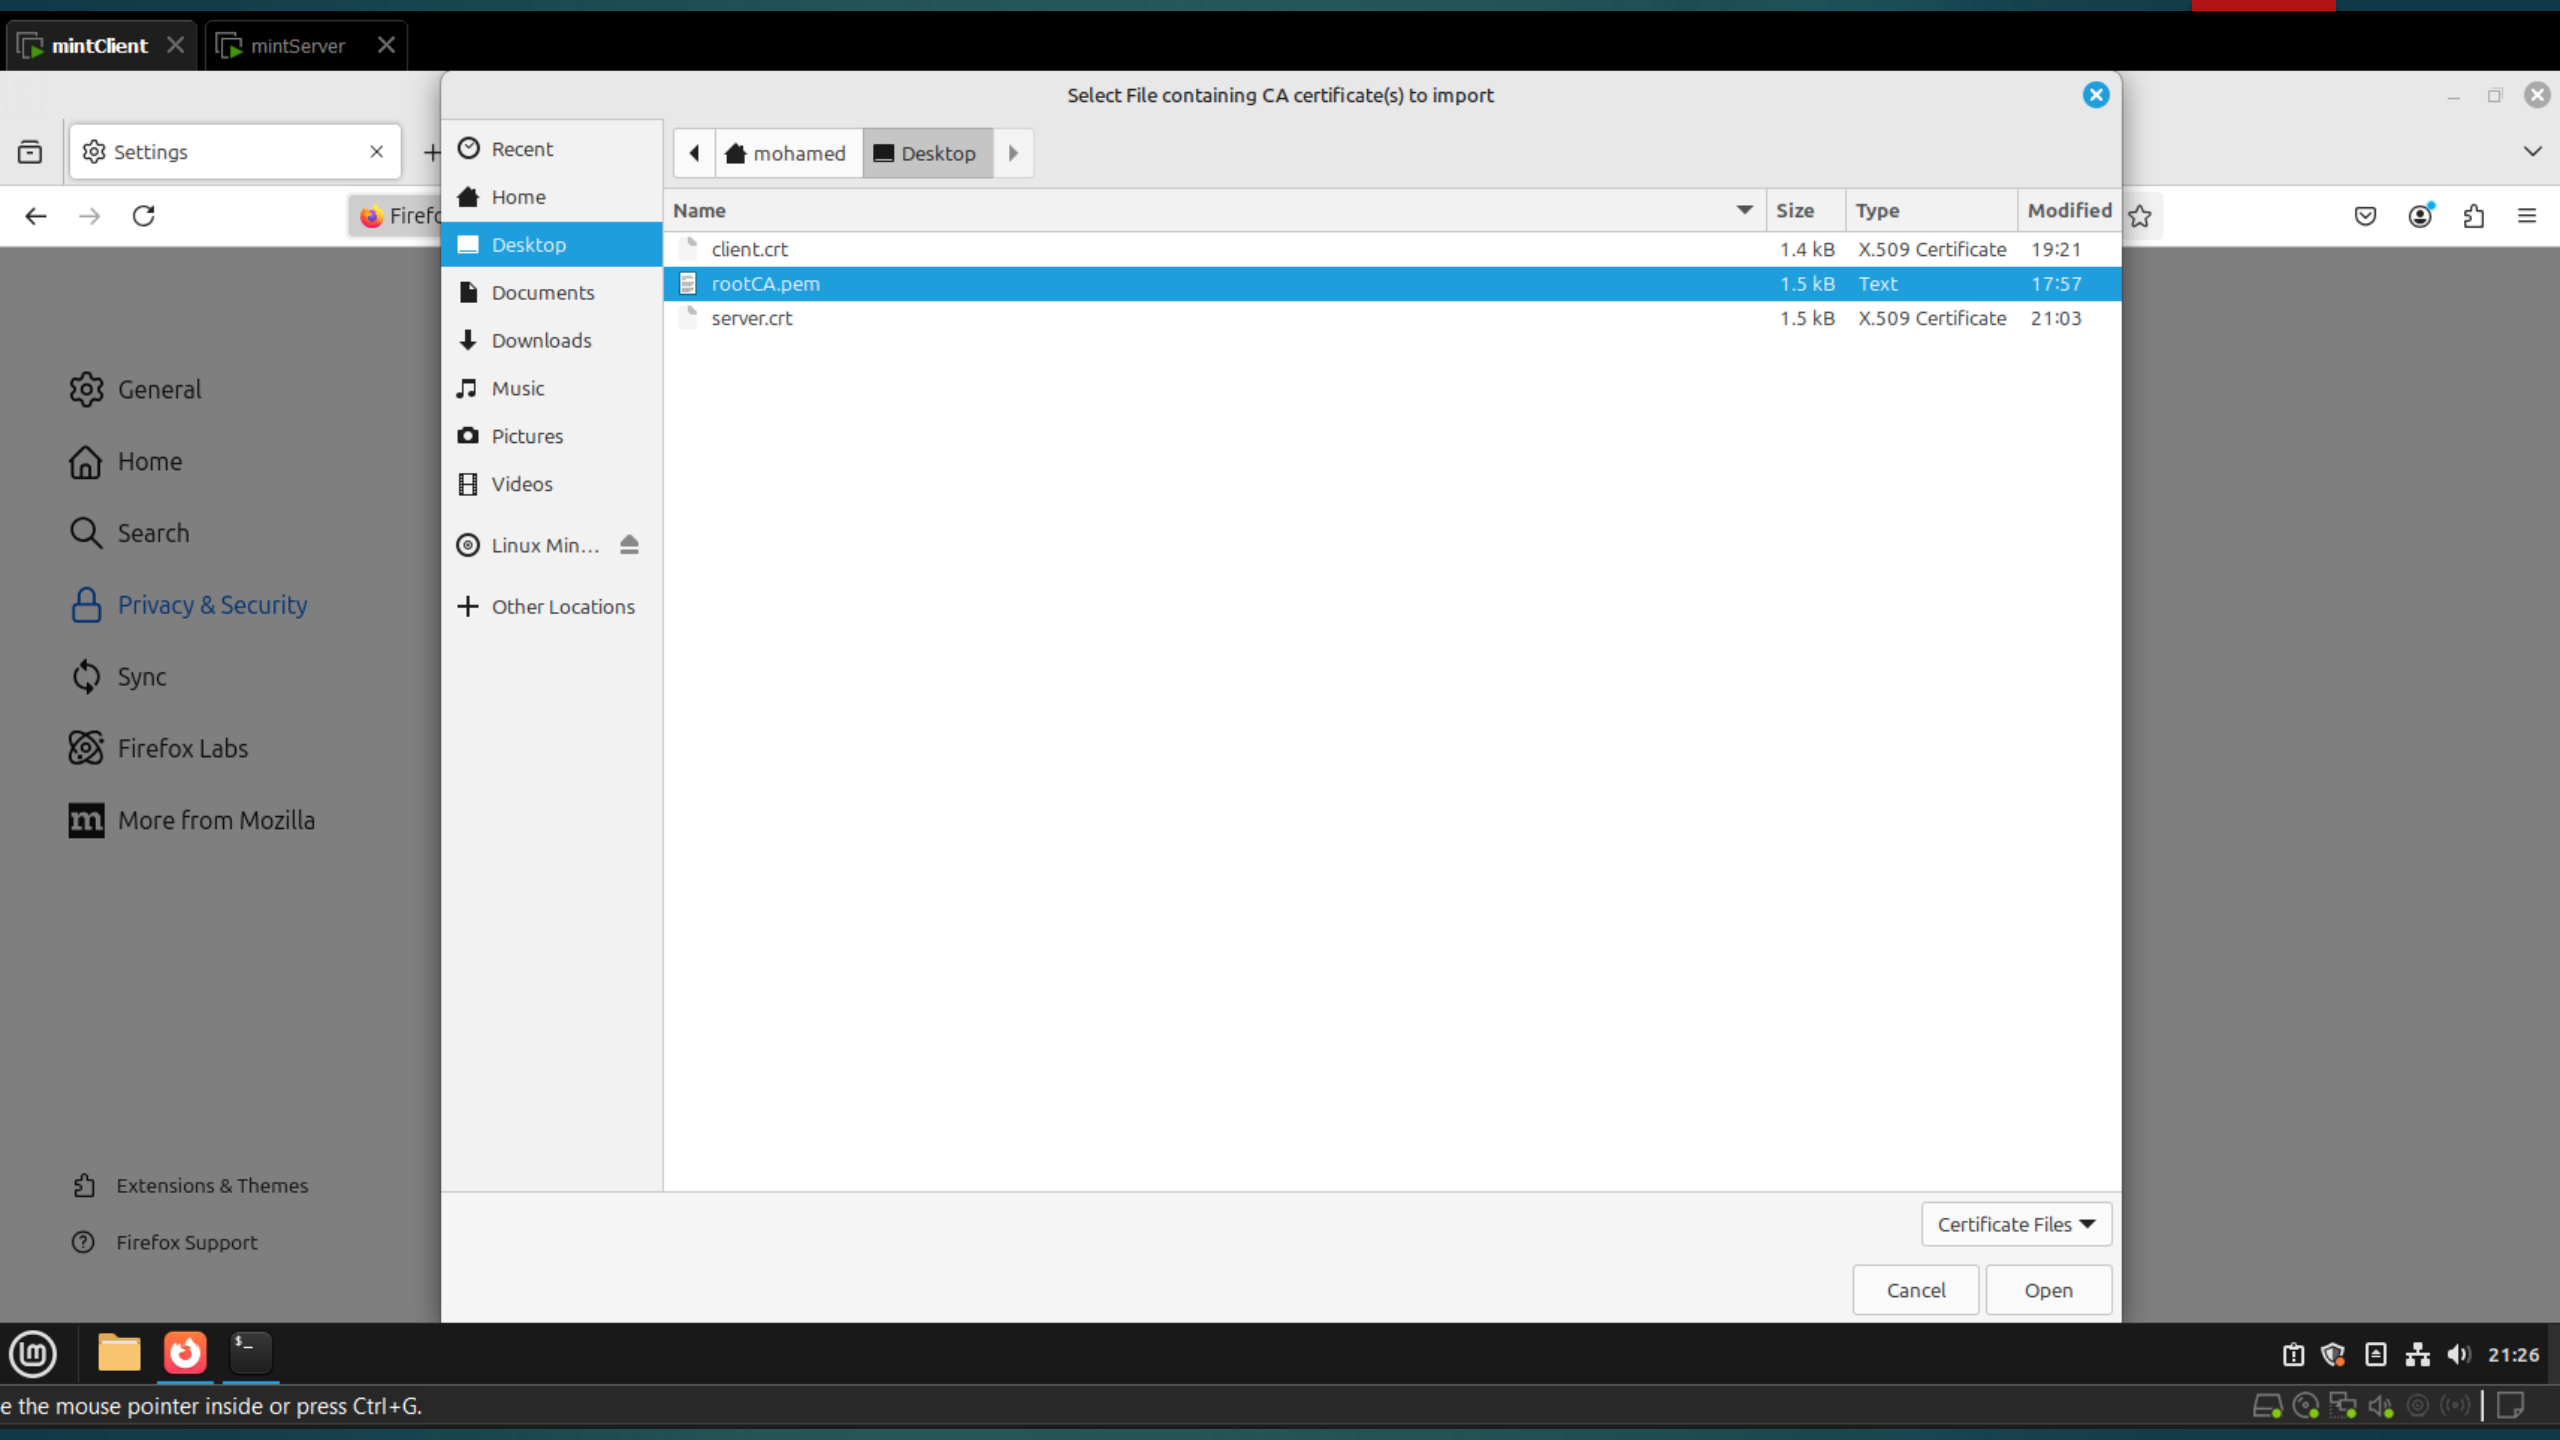 mintClient
mintServer
Select File containing CA certificate(s) to import
Settings
Firefo
Recent
Home
Desktop
Documents
Downloads
Music
Pictures
Videos
Linux Min...
Other Locations
mohamed
Desktop
Name Size Type Modified
client.crt 1.4 kB X.509 Certificate 19:21
rootCA.pem 1.5 kB Text 17:57
server.crt 1.5 kB X.509 Certificate 21:03
General
Home
Search
Privacy & Security
Sync
Firefox Labs
More from Mozilla
Extensions & Themes
Firefox Support
Certificate Files
Cancel
Open
$_
21:26
e the mouse pointer inside or press Ctrl+G.